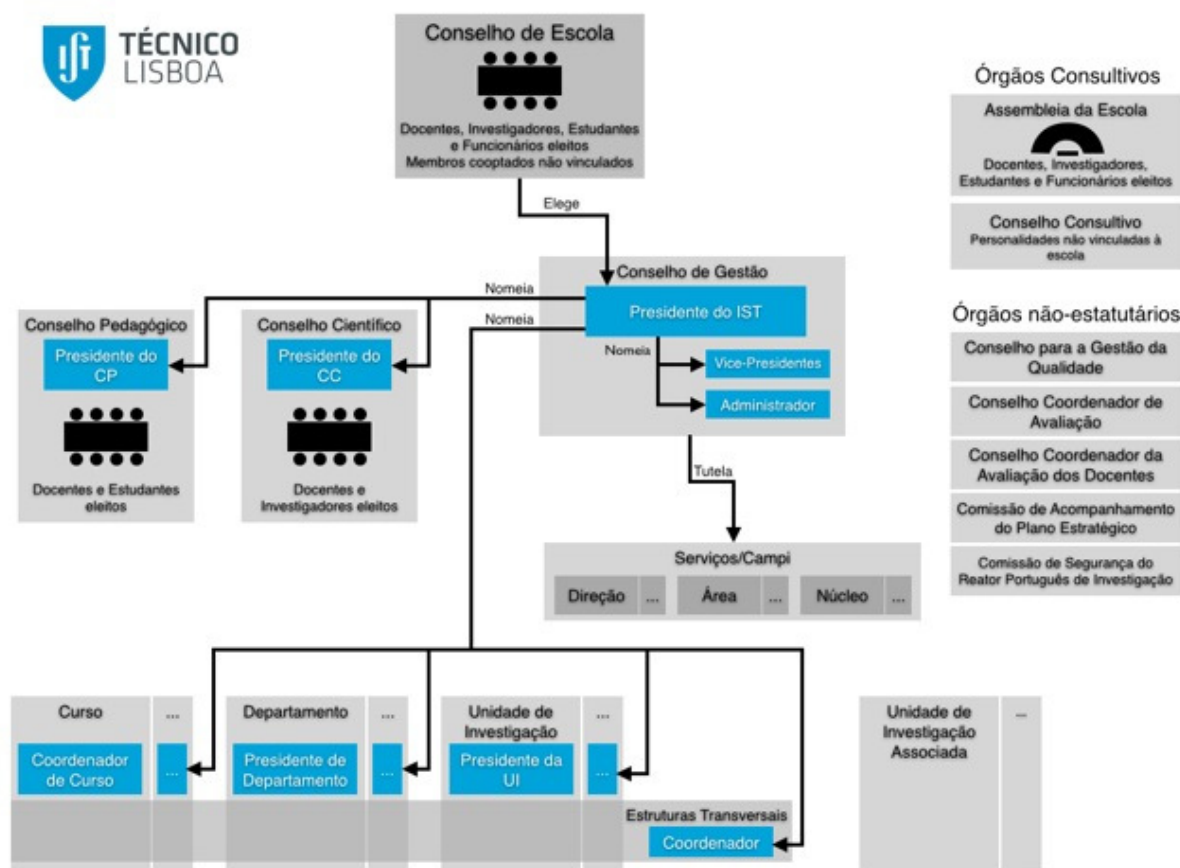 TÉCNICO
LISBOA
Conselho de Escola
Docentes, Investigadores, Estudantes
e Funcionários eleitos
Membros cooptados não vinculados
Elege
Conselho de Gestão
Presidente do IST
Nomeia
Vice-Presidentes
Administrador
Nomeia
Nomeia
Conselho Pedagógico
Presidente do
CP
Docentes e Estudantes
eleitos
Conselho Científico
Presidente do
CC
Docentes e
Investigadores eleitos
Tutela
Serviços/Campi
Direção ... Área ... Núcleo ...
Curso ...
Coordenador
de Curso
...
Departamento ...
Presidente de
Departamento
...
Unidade de
Investigação
...
Presidente da
UI
...
Estruturas Transversais
Coordenador
Unidade de
Investigação
Associada
...
Órgãos Consultivos
Assembleia da Escola
Docentes, Investigadores,
Estudantes e Funcionários eleitos
Conselho Consultivo
Personalidades não vinculadas à
escola
Órgãos não-estatutários
Conselho para a Gestão da
Qualidade
Conselho Coordenador de
Avaliação
Conselho Coordenador da
Avaliação dos Docentes
Comissão de Acompanhamento
do Plano Estratégico
Comissão de Segurança do
Reator Português de Investigação